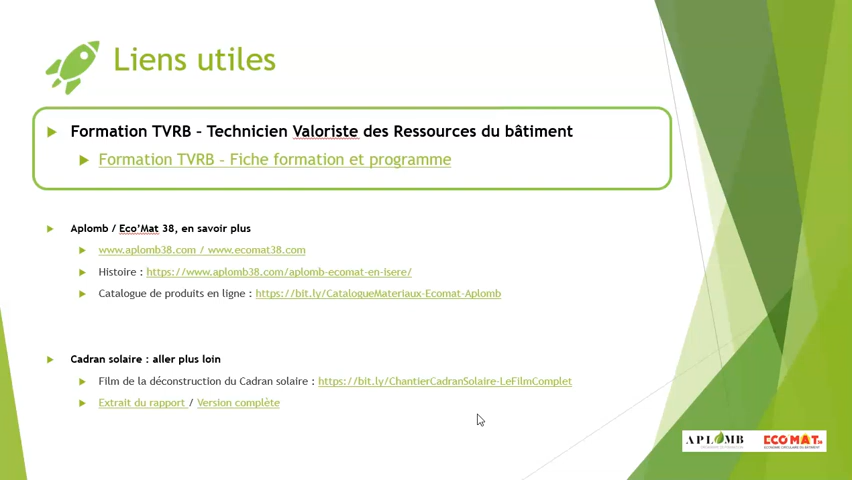 Liens utiles
Formation TVRB – Technicien Valoriste des Ressources du bâtiment
Formation TVRB – Fiche formation et programme
Aplomb / Eco'Mat 38, en savoir plus
www.aplomb38.com / www.ecomat38.com
Histoire : https://www.aplomb38.com/aplomb-ecomat-en-isere/
Catalogue de produits en ligne : https://bit.ly/CatalogueMateriaux-Ecomat-Aplomb
Cadran solaire : aller plus loin
Film de la déconstruction du Cadran solaire : https://bit.ly/ChantierCadranSolaire-LeFilmComplet
Extrait du rapport / Version complète
APLOMB
ECOMAT38